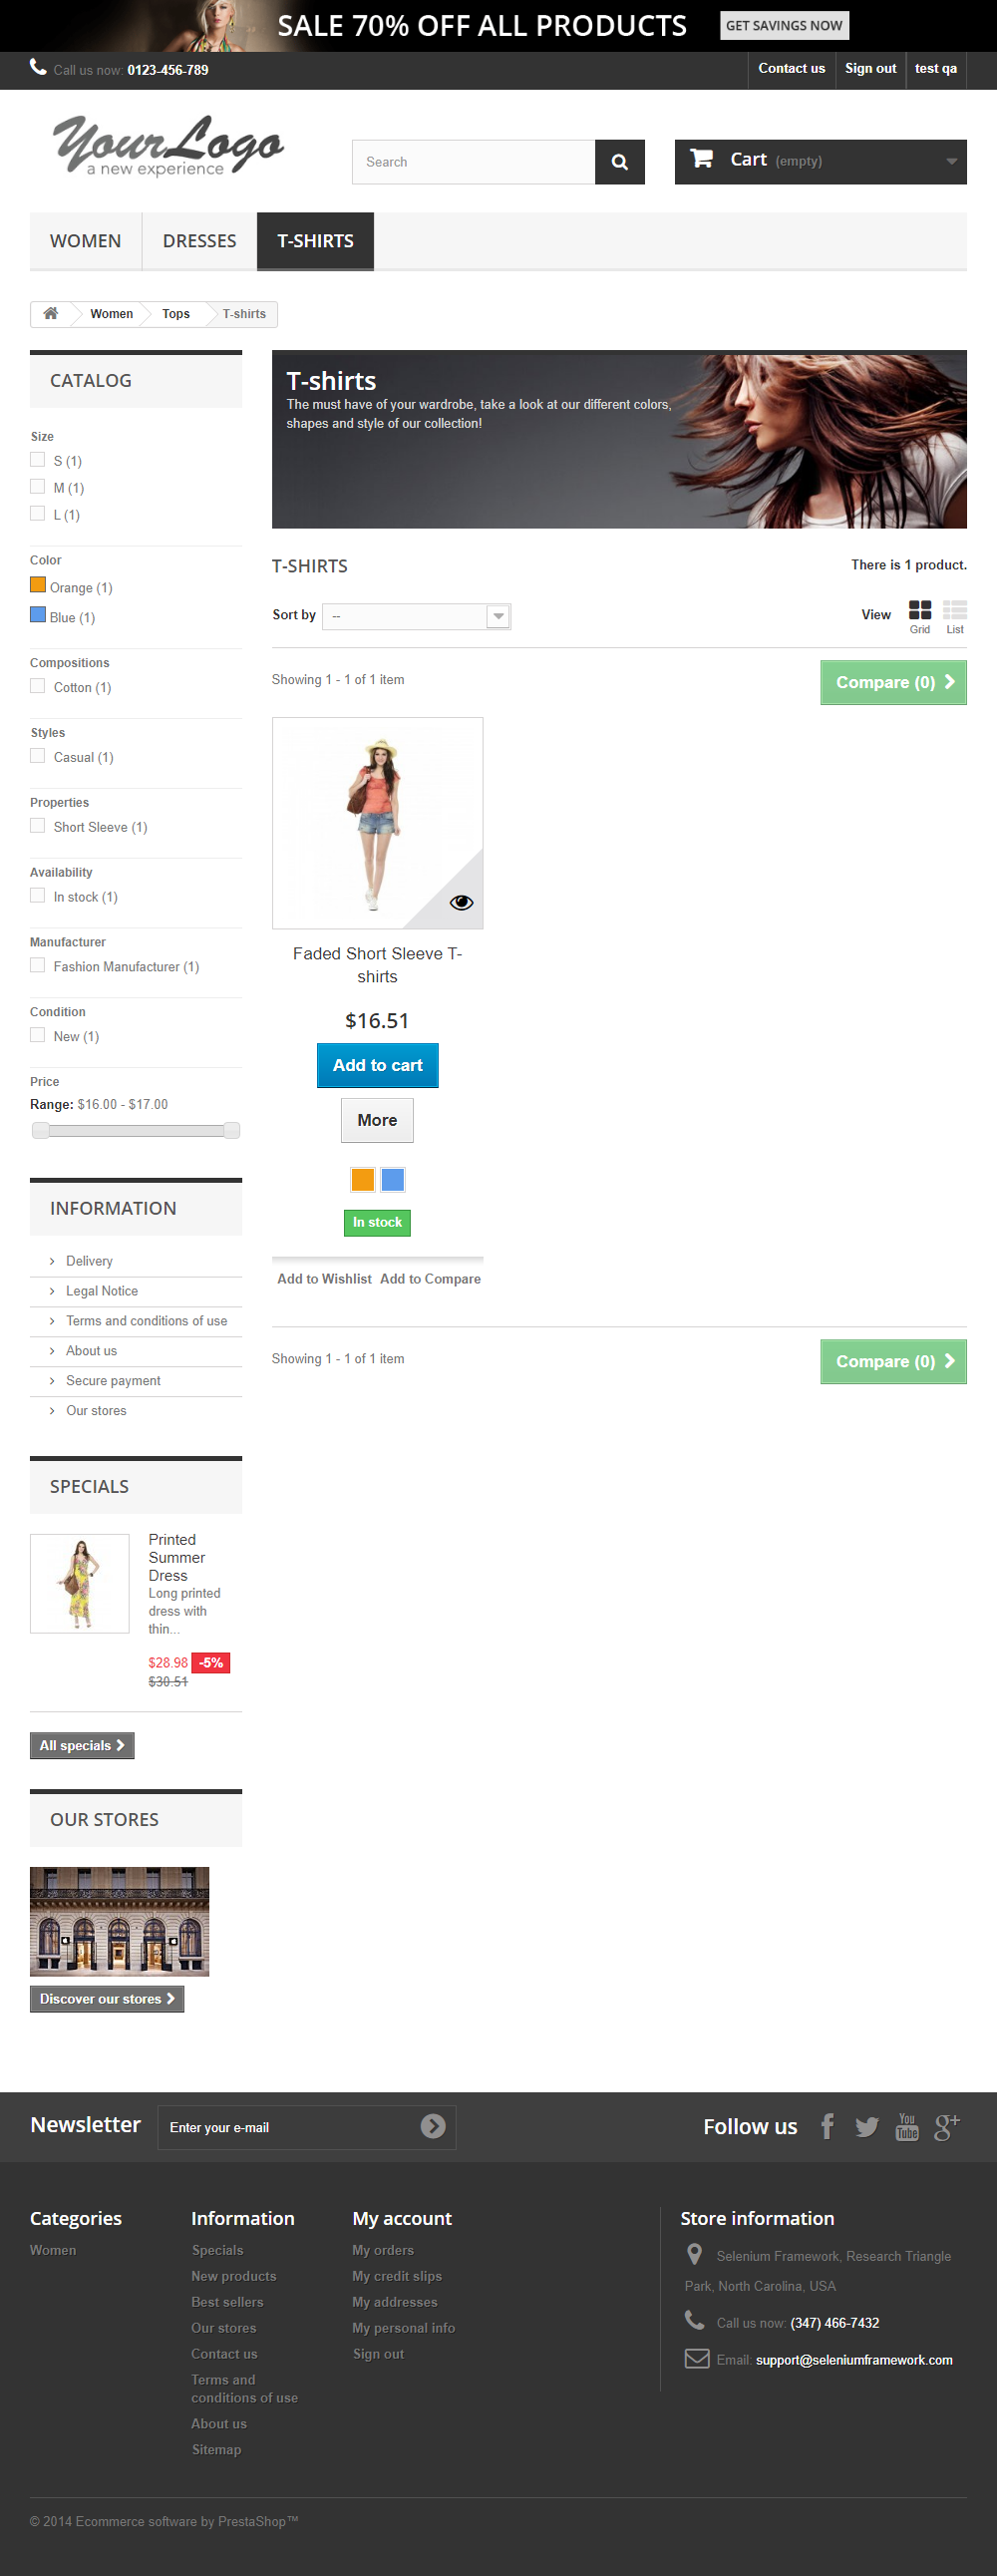 SALE 70% OFF ALL PRODUCTS GET SAVINGS NOW
Call us now: 0123-456-789 Contact us Sign out test qa
YourLogo
a new experience
Search
Cart (empty)
WOMEN DRESSES T-SHIRTS
Women Tops T-shirts
CATALOG
Size
S (1)
M (1)
L (1)
Color
Orange (1)
Blue (1)
Compositions
Cotton (1)
Styles
Casual (1)
Properties
Short Sleeve (1)
Availability
In stock (1)
Manufacturer
Fashion Manufacturer (1)
Condition
New (1)
Price
Range: $16.00 - $17.00
INFORMATION
Delivery
Legal Notice
Terms and conditions of use
About us
Secure payment
Our stores
SPECIALS
Printed
Summer
Dress
Long printed
dress with
thin...
$28.98 -5%
$30.51
All specials
OUR STORES
Discover our stores
T-shirts
The must have of your wardrobe, take a look at our different colors,
shapes and style of our collection!
T-SHIRTS There is 1 product.
Sort by -- View Grid List
Showing 1 - 1 of 1 item Compare (0)
Faded Short Sleeve T-
shirts
$16.51
Add to cart
More
In stock
Add to Wishlist Add to Compare
Showing 1 - 1 of 1 item Compare (0)
Newsletter Enter your e-mail Follow us You Tube g+
Categories
Women
Information
Specials
New products
Best sellers
Our stores
Contact us
Terms and
conditions of use
About us
Sitemap
My account
My orders
My credit slips
My addresses
My personal info
Sign out
Store information
Selenium Framework, Research Triangle
Park, North Carolina, USA
Call us now: (347) 466-7432
Email: support@seleniumframework.com
© 2014 Ecommerce software by PrestaShop™